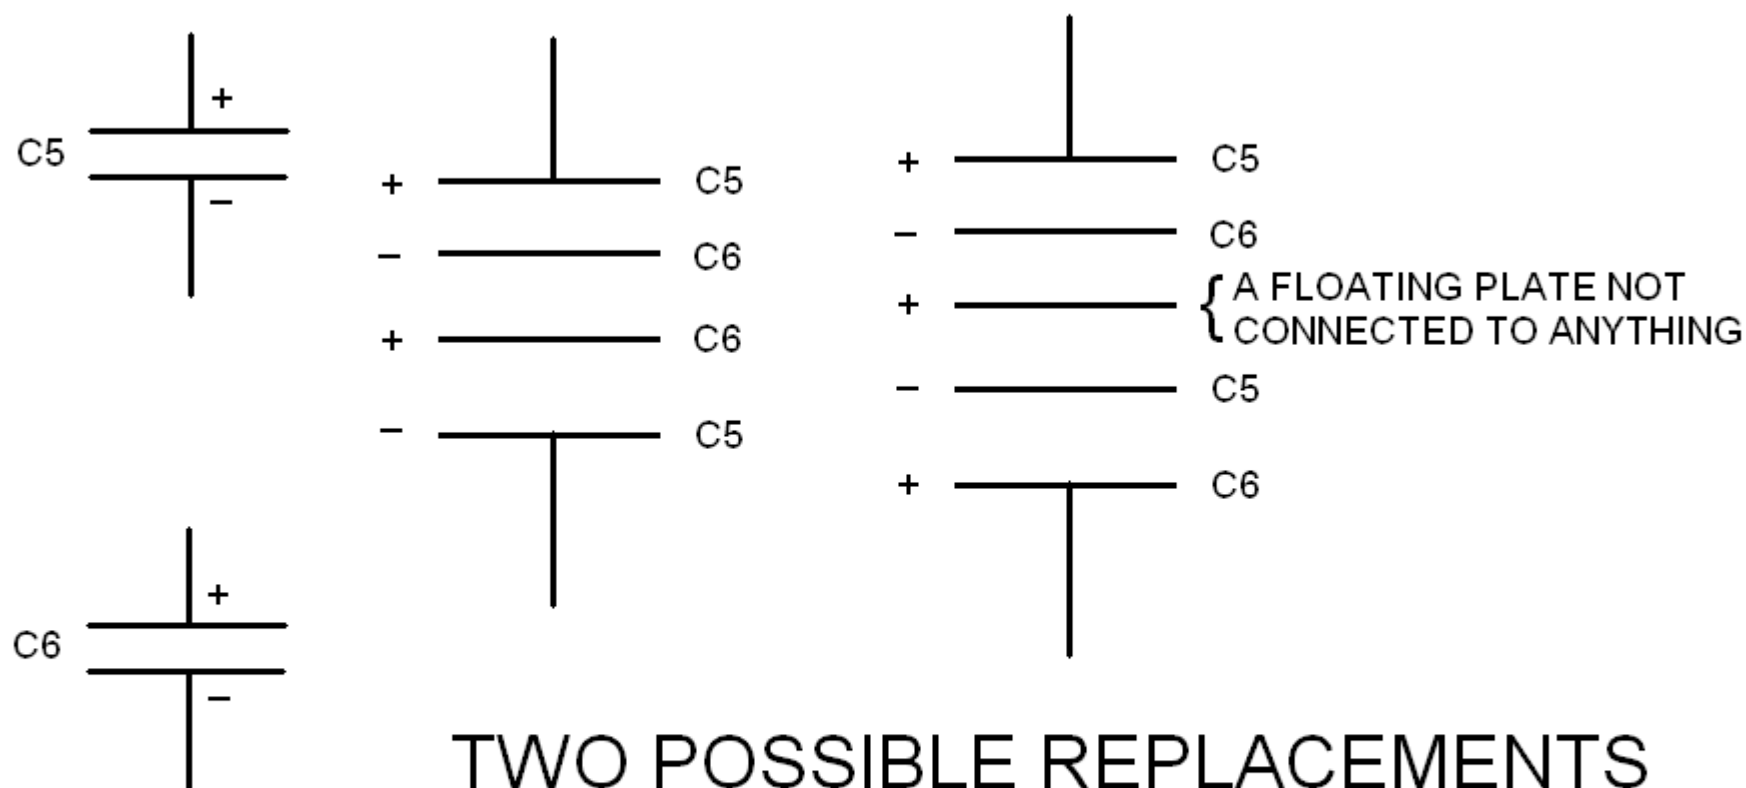 +
C5
−
+
C6
−
+ C5
− C6
+ C6
− C5
+ C5
− C6
+ { A FLOATING PLATE NOT
CONNECTED TO ANYTHING
− C5
+ C6
TWO POSSIBLE REPLACEMENTS